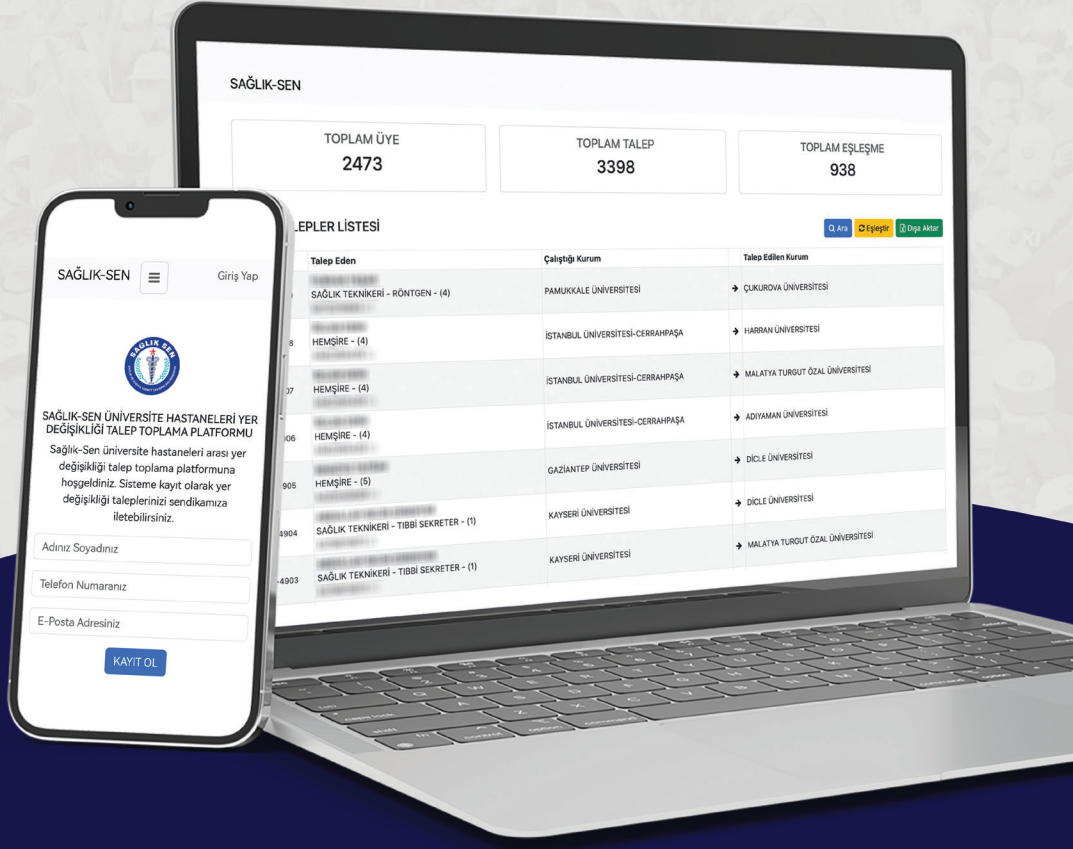 SAĞLIK-SEN
TOPLAM ÜYE
2473
TOPLAM TALEP
3398
TOPLAM EŞLEŞME
938
LEPLER LİSTESİ
Ara
Eşleştir
Dışa Aktar
Talep Eden
Çalıştığı Kurum
Talep Edilen Kurum
SAĞLIK TEKNİKERİ - RÖNTGEN - (4)
PAMUKKALE ÜNİVERSİTESİ
→ ÇUKUROVA ÜNİVERSİTESİ
8
HEMŞİRE - (4)
İSTANBUL ÜNİVERSİTESİ-CERRAHPAŞA
→ HARRAN ÜNİVERSİTESİ
07
HEMŞİRE - (4)
İSTANBUL ÜNİVERSİTESİ-CERRAHPAŞA
→ MALATYA TURGUT ÖZAL ÜNİVERSİTESİ
906
HEMŞİRE - (4)
İSTANBUL ÜNİVERSİTESİ-CERRAHPAŞA
→ ADIYAMAN ÜNİVERSİTESİ
905
HEMŞİRE - (5)
GAZİANTEP ÜNİVERSİTESİ
→ DİCLE ÜNİVERSİTESİ
4904
SAĞLIK TEKNİKERİ - TIBBİ SEKRETER - (1)
KAYSERİ ÜNİVERSİTESİ
→ DİCLE ÜNİVERSİTESİ
-4903
SAĞLIK TEKNİKERİ - TIBBİ SEKRETER - (1)
KAYSERİ ÜNİVERSİTESİ
→ MALATYA TURGUT ÖZAL ÜNİVERSİTESİ
SAĞLIK-SEN
Giriş Yap
SAĞLIK SEN
SAĞLIK-SEN ÜNİVERSİTE HASTANELERİ YER
DEĞİŞİKLİĞİ TALEP TOPLAMA PLATFORMU
Sağlık-Sen üniversite hastaneleri arası yer
değişikliği talep toplama platformuna
hoşgeldiniz. Sisteme kayıt olarak yer
değişikliği taleplerinizi sendikamıza
iletebilirsiniz.
Adınız Soyadınız
Telefon Numaranız
E-Posta Adresiniz
KAYIT OL